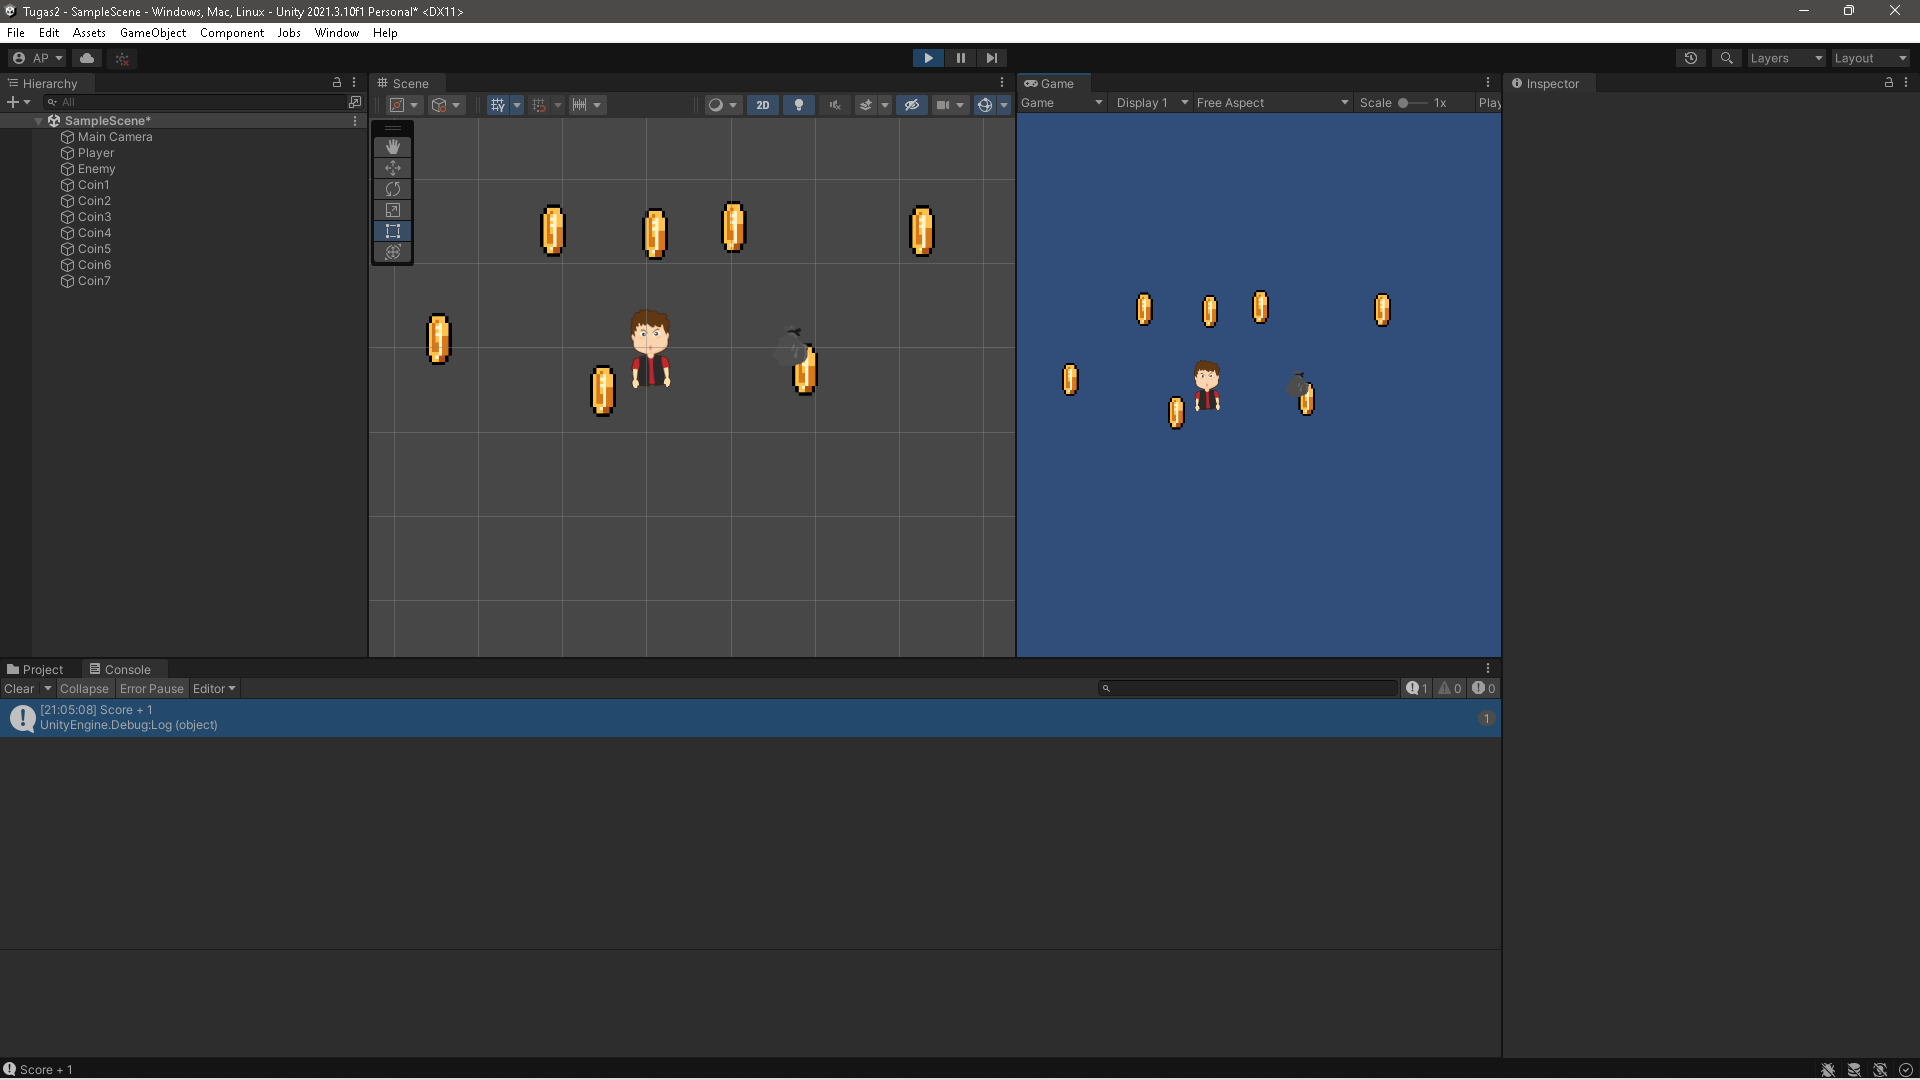 Tugas2 - SampleScene - Windows, Mac, Linux - Unity 2021.3.10f1 Personal* <DX11>
File Edit Assets GameObject Component Jobs Window Help
AP
Layers
Layout
Hierarchy
All
SampleScene*
Main Camera
Player
Enemy
Coin1
Coin2
Coin3
Coin4
Coin5
Coin6
Coin7
Scene
2D
Game
Game Display 1 Free Aspect Scale 1x Play
Inspector
Project Console
Clear Collapse Error Pause Editor
1 0 0
[21:05:08] Score + 1
UnityEngine.Debug:Log (object)
1
Score + 1